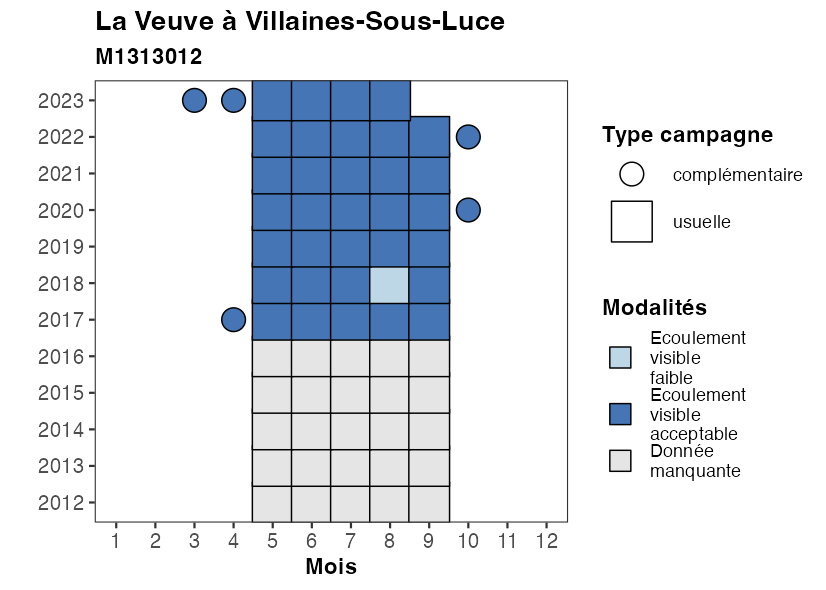 La Veuve à Villaines-Sous-Luce
M1313012
2023
2022
2021
2020
2019
2018
2017
2016
2015
2014
2013
2012
1 2 3 4 5 6 7 8 9 10 11 12
Mois
Type campagne
complémentaire
usuelle
Modalités
Ecoulement
visible
faible
Ecoulement
visible
acceptable
Donnée
manquante